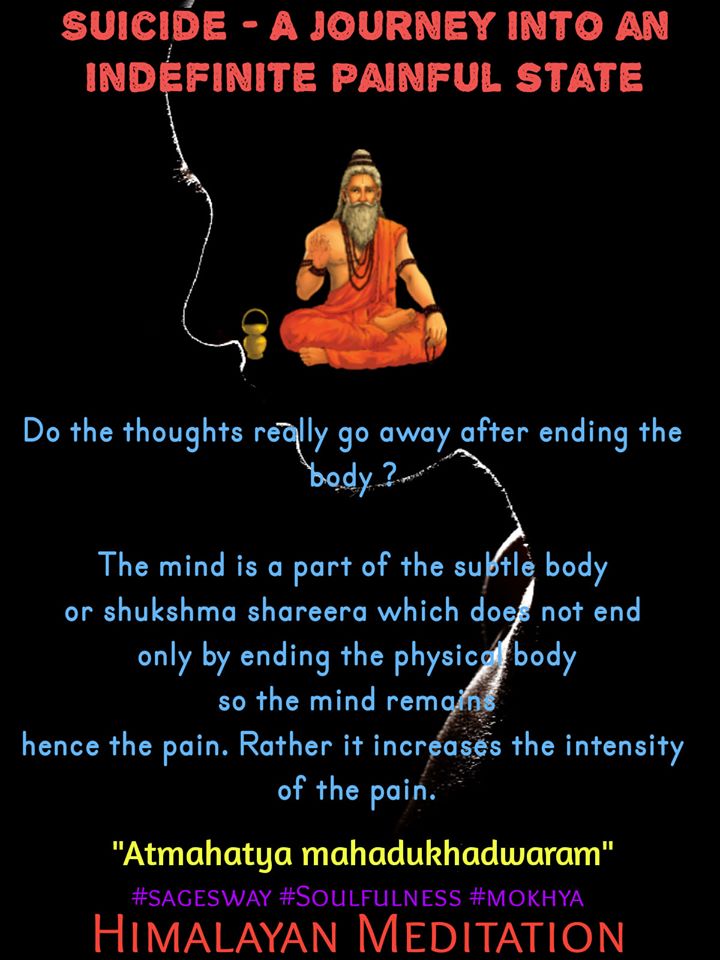 SUICIDE - A JOURNEY INTO AN
INDEFINITE PAINFUL STATE
Do the thoughts really go away after ending the
body ?
The mind is a part of the subtle body
or shukshma shareera which does not end
only by ending the physical body
so the mind remains
hence the pain. Rather it increases the intensity
of the pain.
"Atmahatya mahadukhadwaram"
#SAGESWAY #SOULFULNESS #MOKHYA
HIMALAYAN MEDITATION